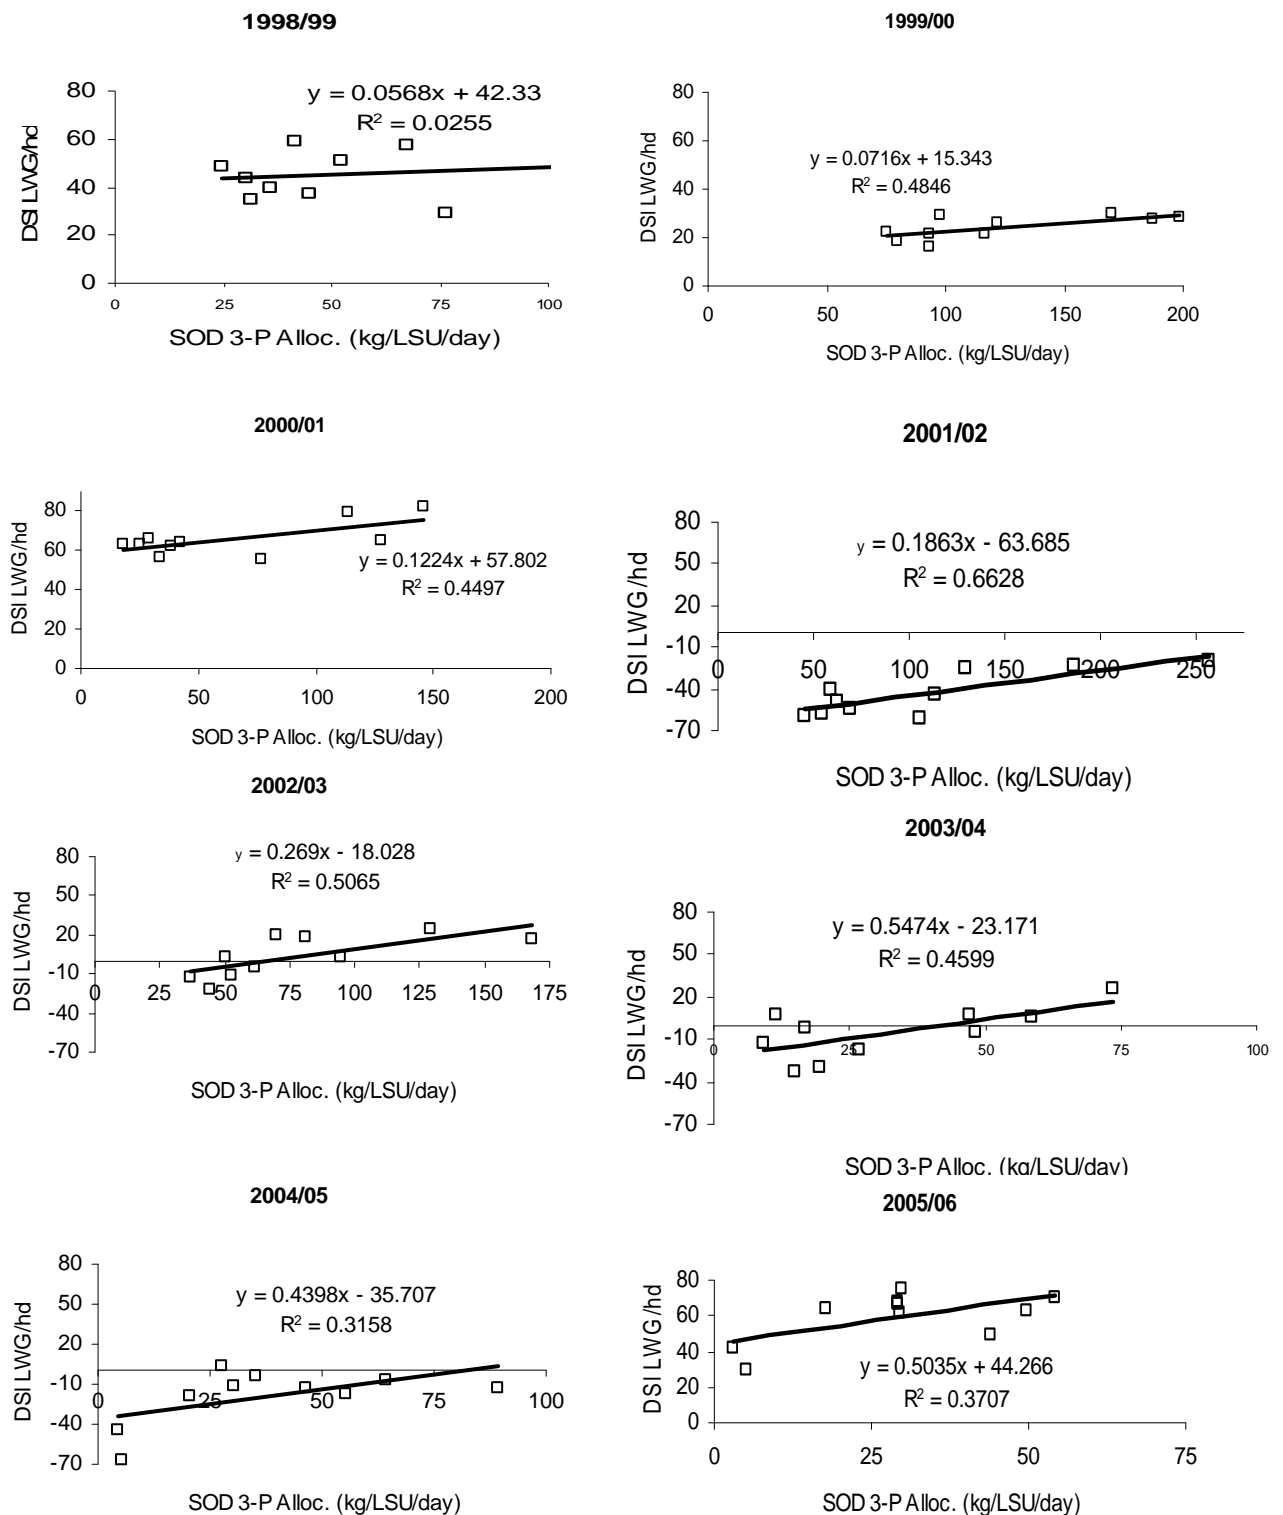 1998/99
80
60
40
20
0
DSI LWG/hd
y = 0.0568x + 42.33
R² = 0.0255
0 25 50 75 100
SOD 3-P Alloc. (kg/LSU/day)
1999/00
80
60
40
20
0
DSI LWG/hd
y = 0.0716x + 15.343
R² = 0.4846
0 50 100 150 200
SOD 3-P Alloc. (kg/LSU/day)
2000/01
80
60
40
20
0
DSI LWG/hd
y = 0.1224x + 57.802
R² = 0.4497
0 50 100 150 200
SOD 3-P Alloc. (kg/LSU/day)
2001/02
80
50
20
-10
-40
-70
DSI LWG/hd
y = 0.1863x - 63.685
R² = 0.6628
0 50 100 150 200 250
SOD 3-P Alloc. (kg/LSU/day)
2002/03
80
50
20
-10
-40
-70
DSI LWG/hd
y = 0.269x - 18.028
R² = 0.5065
0 25 50 75 100 125 150 175
SOD 3-P Alloc. (kg/LSU/day)
2003/04
80
50
20
-10
-40
-70
DSI LWG/hd
y = 0.5474x - 23.171
R² = 0.4599
0 25 50 75 100
SOD 3-P Alloc. (kg/LSU/day)
2004/05
80
50
20
-10
-40
-70
DSI LWG/hd
y = 0.4398x - 35.707
R² = 0.3158
0 25 50 75 100
SOD 3-P Alloc. (kg/LSU/day)
2005/06
80
60
40
20
0
DSI LWG/hd
y = 0.5035x + 44.266
R² = 0.3707
0 25 50 75
SOD 3-P Alloc. (kg/LSU/day)